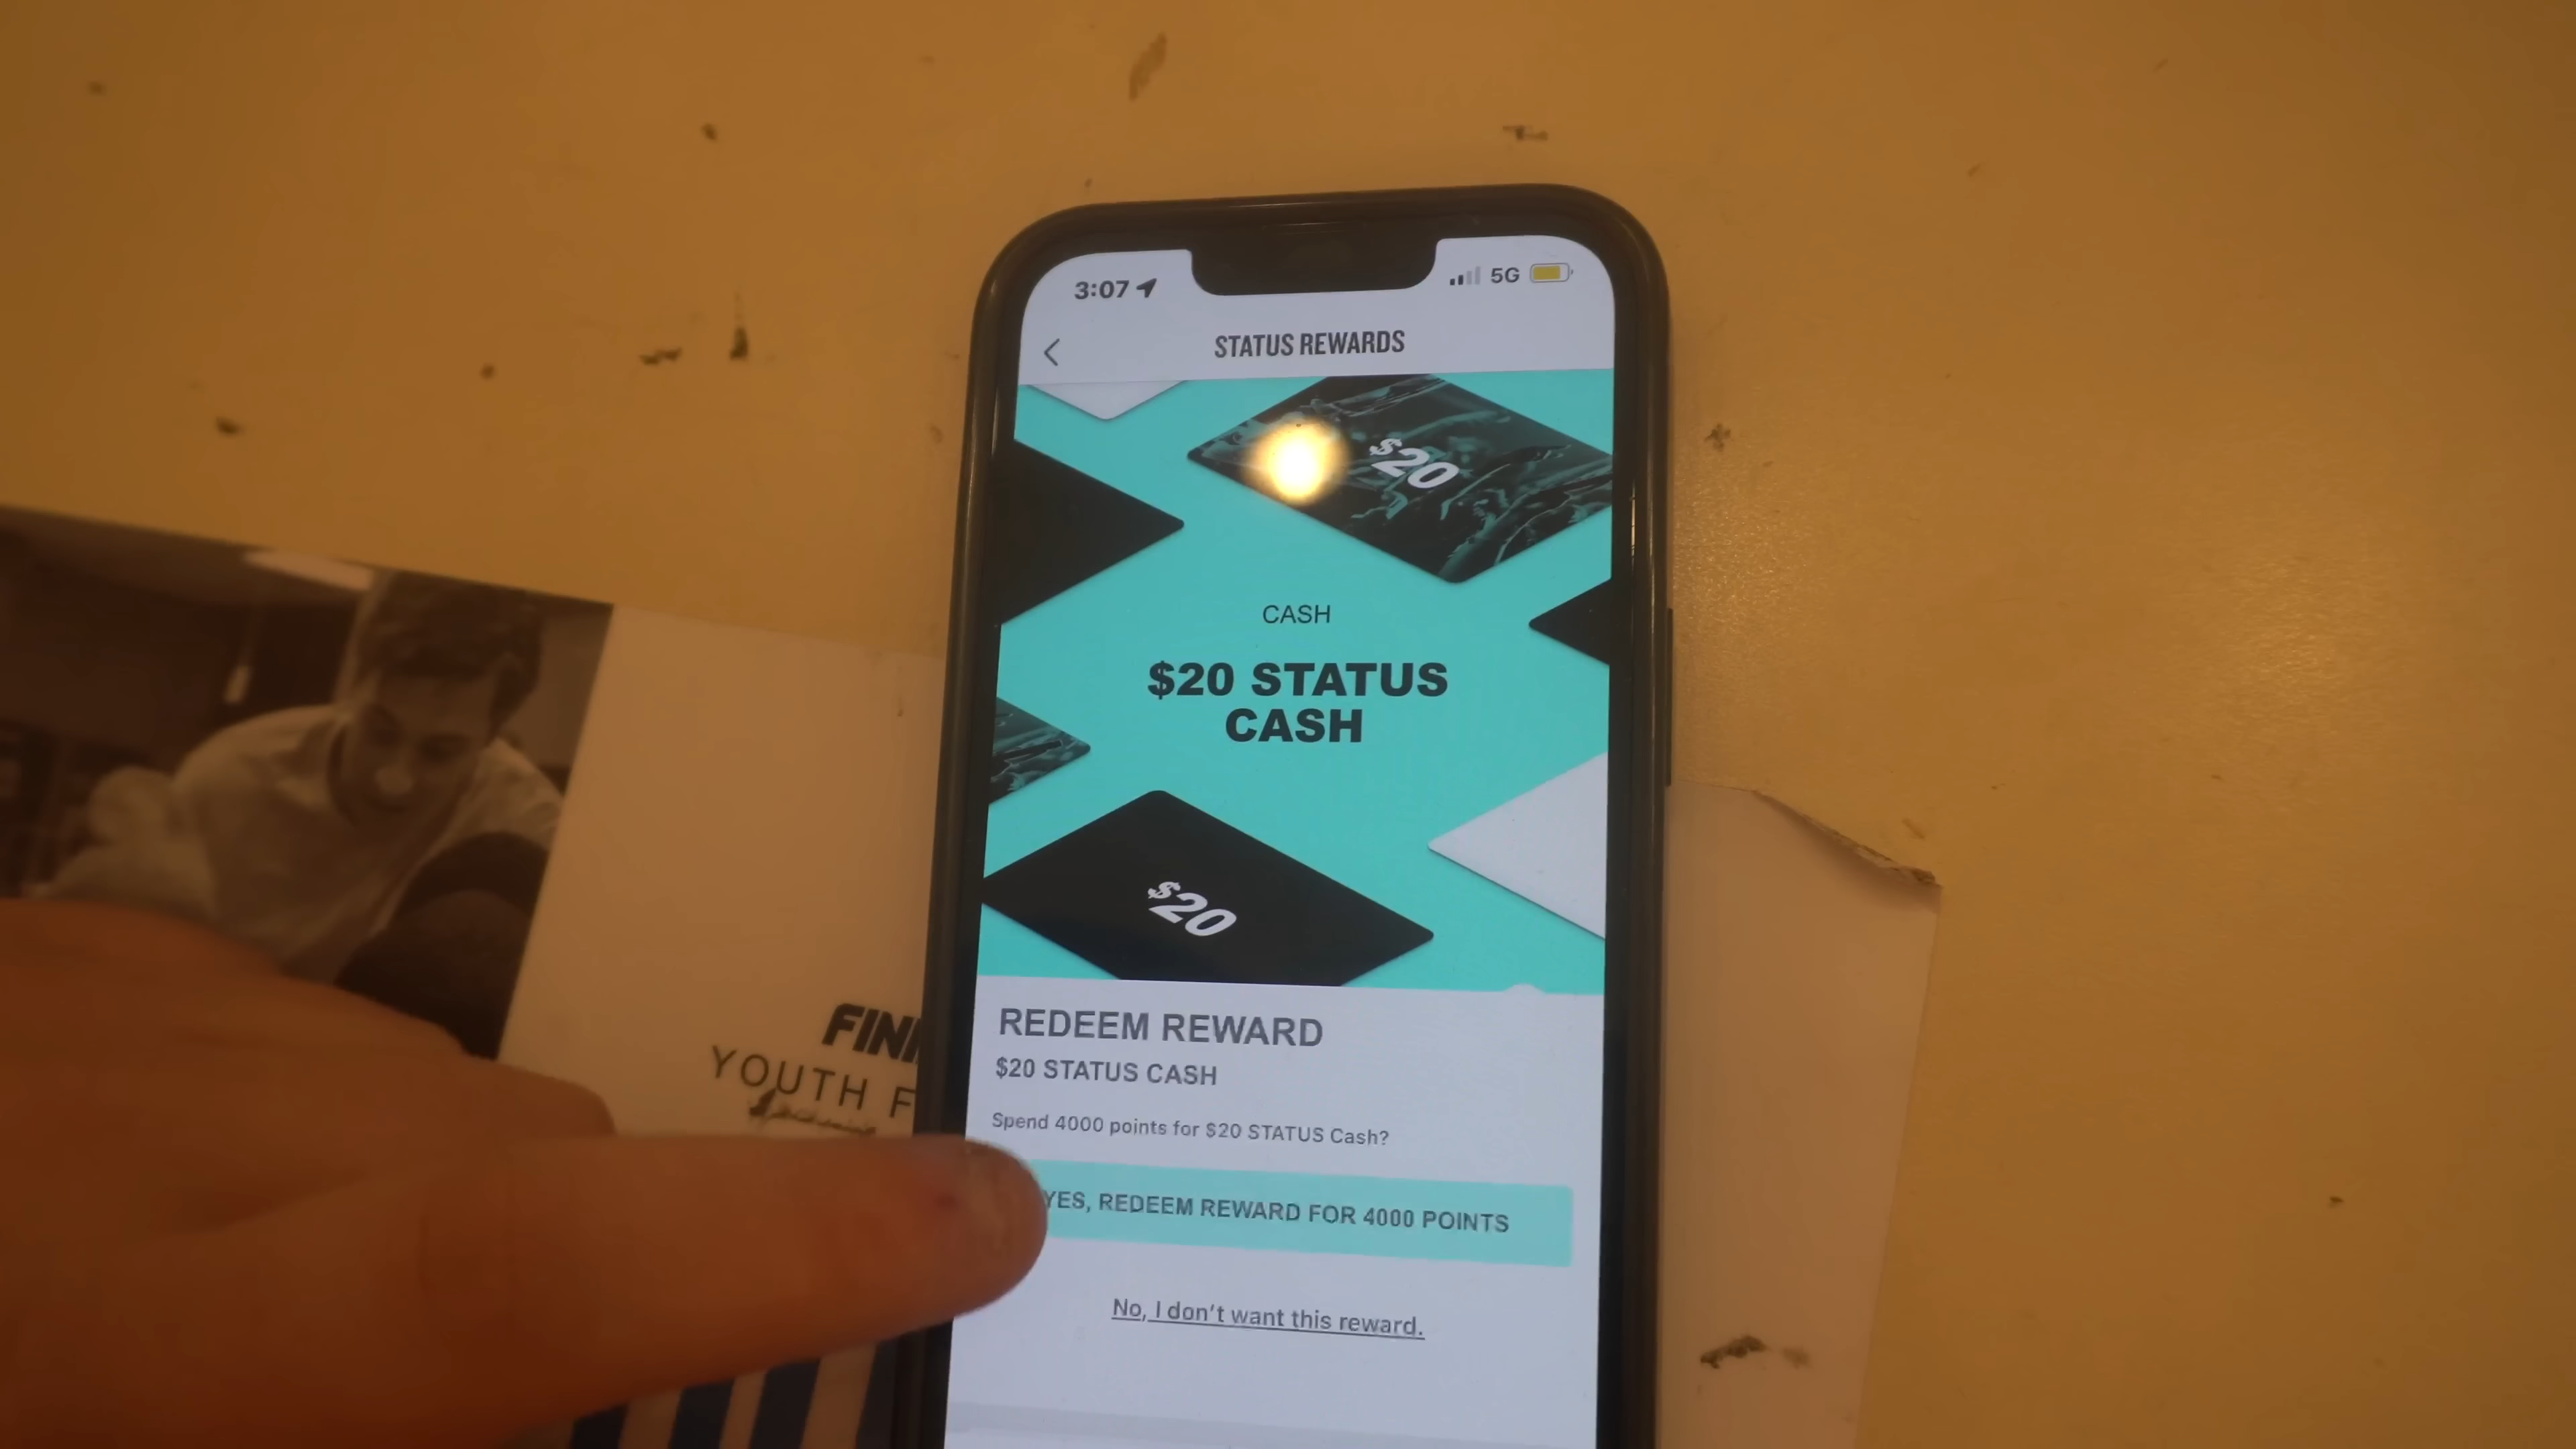 3:07
5G
STATUS REWARDS
$20
CASH
$20 STATUS
CASH
$20
REDEEM REWARD
$20 STATUS CASH
Spend 4000 points for $20 STATUS Cash?
YES, REDEEM REWARD FOR 4000 POINTS
No, I don't want this reward.
YOUTH F